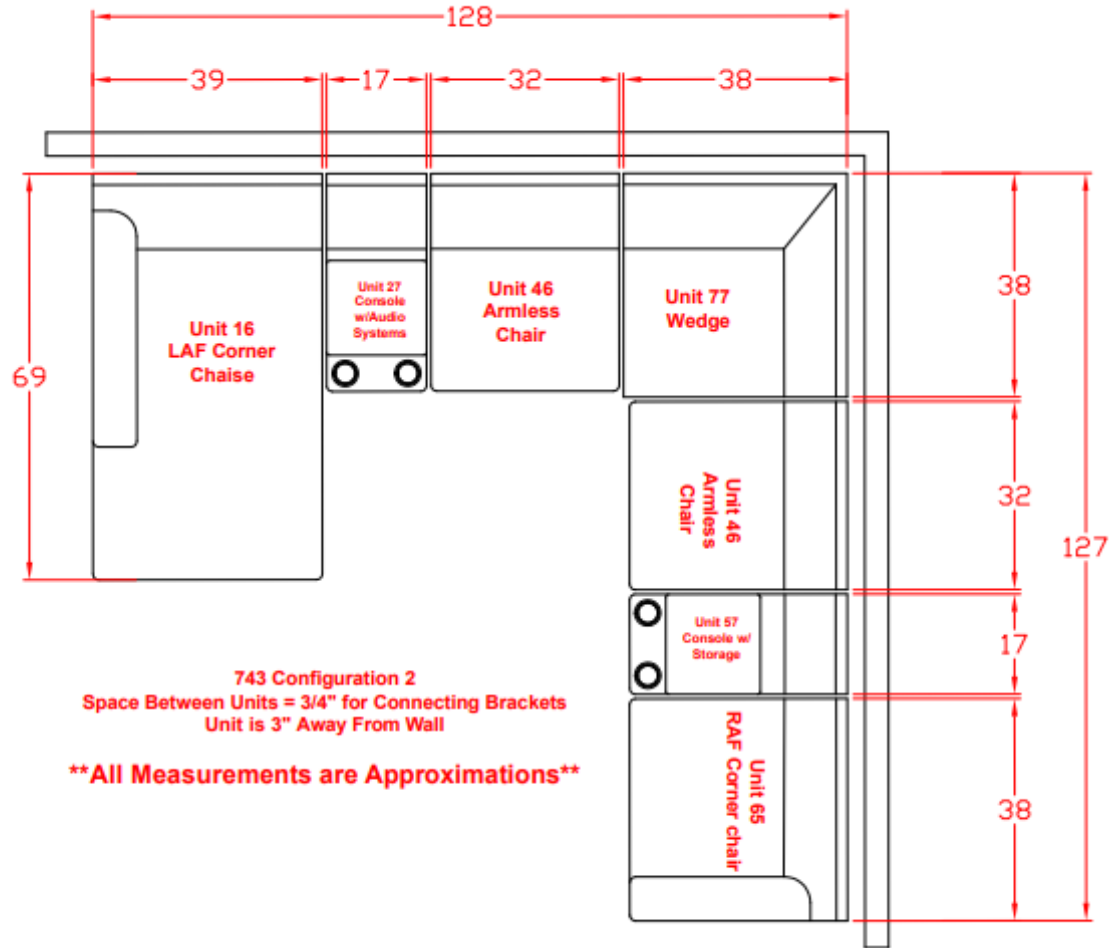 128
39
17
32
38
Unit 16
LAF Corner
Chaise
Unit 27
Console
w/Audio
Systems
Unit 46
Armless
Chair
Unit 77
Wedge
69
38
Unit 46
Armless
Chair
32
127
Unit 57
Console w/
Storage
17
Unit 65
RAF Corner chair
38
743 Configuration 2
Space Between Units = 3/4" for Connecting Brackets
Unit is 3" Away From Wall
**All Measurements are Approximations**